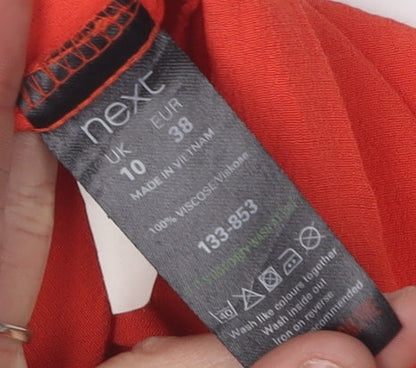 next
UK EUR
10 38
MADE IN VIETNAM
100% VISCOSE Viskose
133-853
40
Wash like colours together
Wash inside out
Iron on reverse
recommended